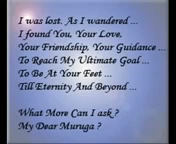 I was lost. As I wandered ...
I found You, Your Love,
Your Friendship, Your Guidance ...
To Reach My Ultimate Goal ...
To Be At Your Feet ...
Till Eternity And Beyond ...
What More Can I ask ?
My Dear Muruga ?